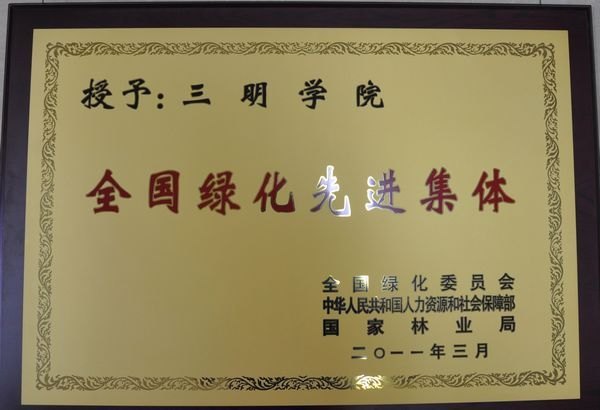 授予：三明学院
全国绿化先进集体
全国绿化委员会
中华人民共和国人力资源和社会保障部
国家林业局
二〇一一年三月